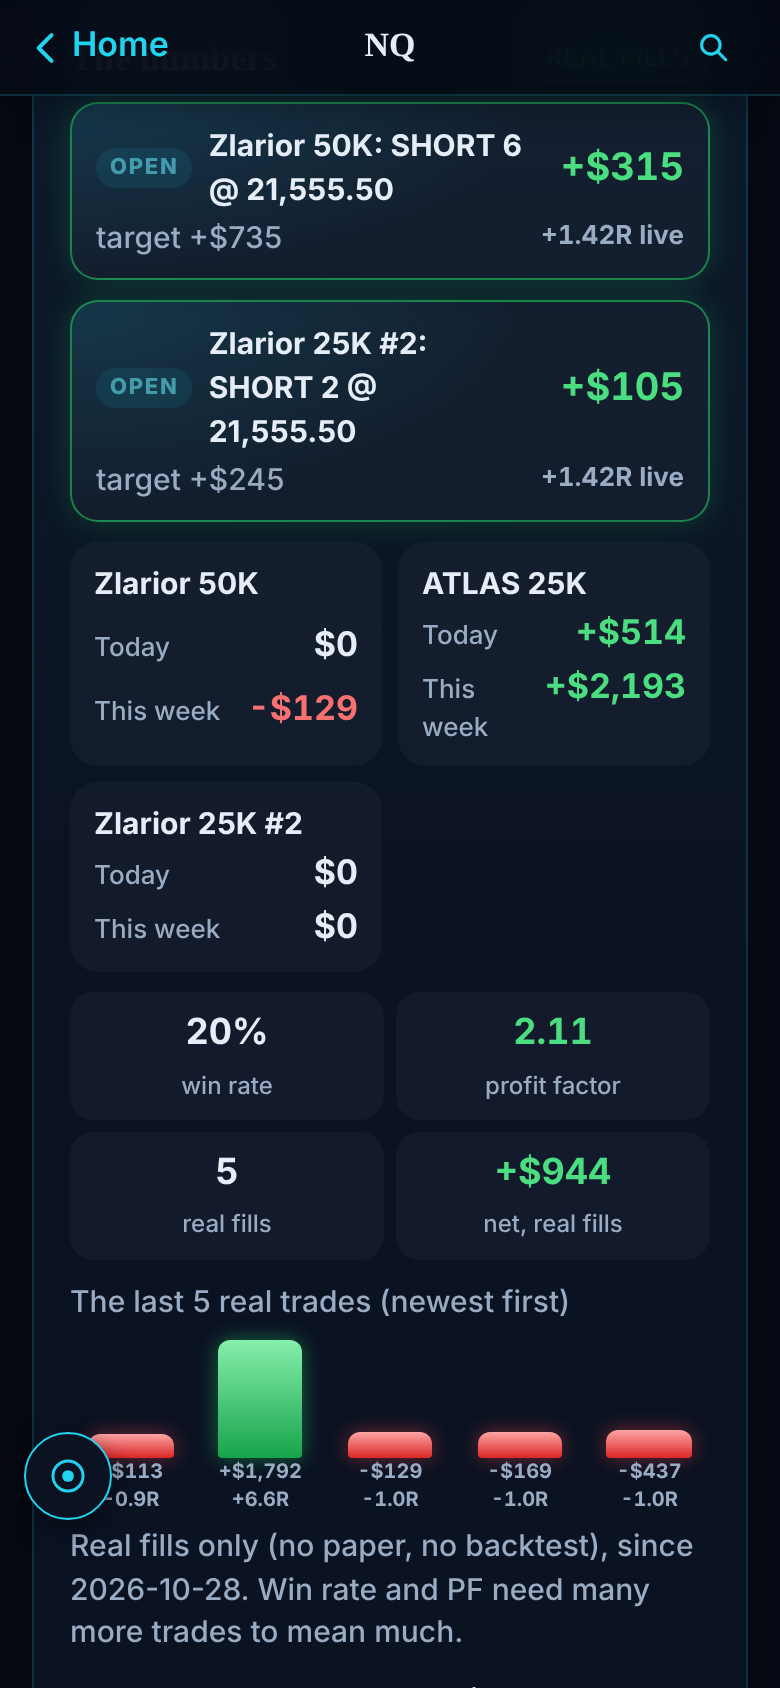 Home
NQ
The numbers
REAL FILLS
OPEN
Zlarior 50K: SHORT 6
@ 21,555.50
+$315
target +$735
+1.42R live
OPEN
Zlarior 25K #2:
SHORT 2 @
21,555.50
+$105
target +$245
+1.42R live
Zlarior 50K
Today
$0
This week
-$129
ATLAS 25K
Today
+$514
This
week
+$2,193
Zlarior 25K #2
Today
$0
This week
$0
20%
win rate
2.11
profit factor
5
real fills
+$944
net, real fills
The last 5 real trades (newest first)
$113
-0.9R
+$1,792
+6.6R
-$129
-1.0R
-$169
-1.0R
-$437
-1.0R
Real fills only (no paper, no backtest), since
2026-10-28. Win rate and PF need many
more trades to mean much.